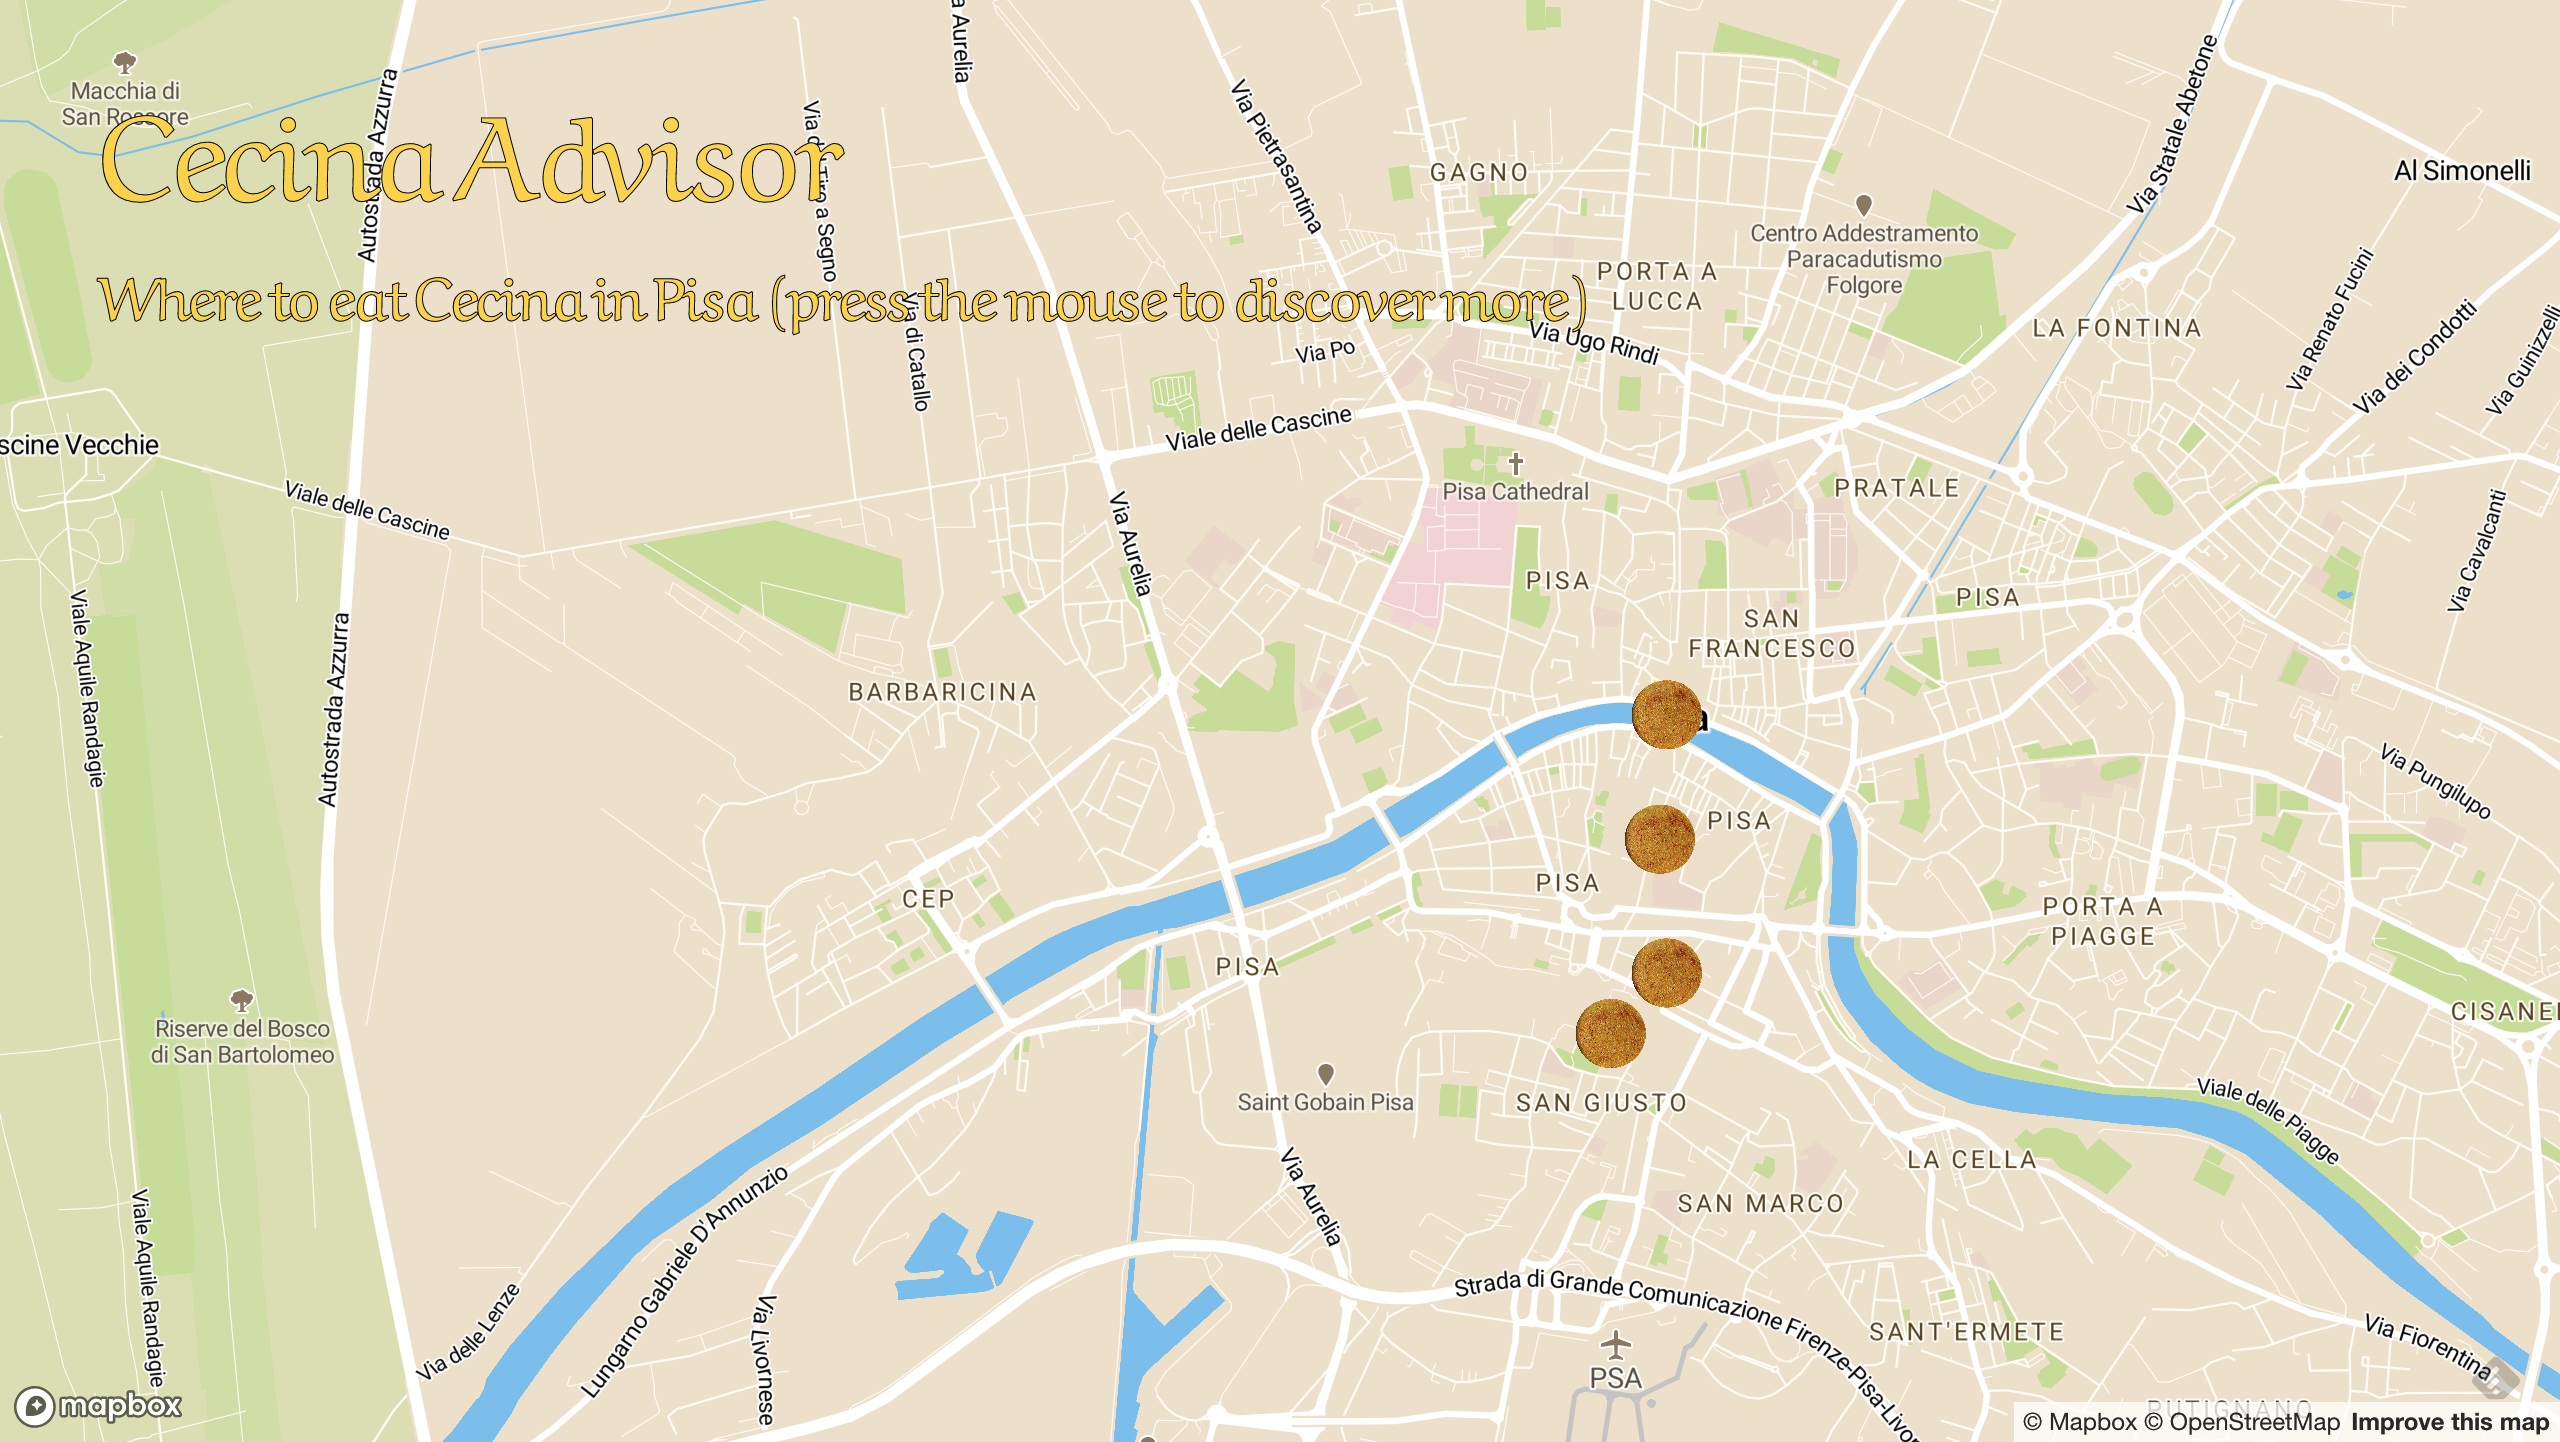 Macchia di
San Rossore
Autostrada Azzurra
Via Aurelia
Via Pietrasantina
Via Statale Abetone
Cecina Advisor
Where to eat Cecina in Pisa (press the mouse to discover more)
GAGNO
Al Simonelli
Centro Addestramento
Paracadutismo
Folgore
PORTA A
LUCCA
LA FONTINA
Via Renato Fucini
Via dei Condotti
Via Guinizzelli
Via Ugo Rindi
Via Po
Via di Catallo
Viale delle Cascine
scine Vecchie
Viale delle Cascine
Pisa Cathedral
PRATALE
Via Aurelia
Via Cavalcanti
PISA
PISA
SAN
FRANCESCO
Viale Aquile Randagie
Autostrada Azzurra
BARBARICINA
Via Pungilupo
PISA
PISA
CEP
PORTA A
PIAGGE
PISA
Riserve del Bosco
di San Bartolomeo
Saint Gobain Pisa
SAN GIUSTO
Viale delle Piagge
LA CELLA
SAN MARCO
Via Aurelia
Viale Aquile Randagie
Lungarno Gabriele D'Annunzio
Via delle Lenze
Via Livornese
Strada di Grande Comunicazione Firenze-Pisa-Livor
SANT'ERMETE
PSA
Via Fiorentina
PUTIGNANO
mapbox
© Mapbox © OpenStreetMap Improve this map